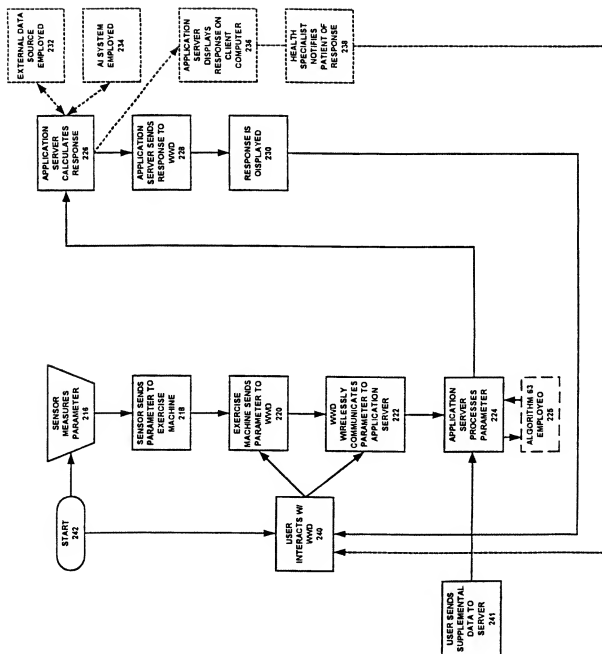 START
242
SENSOR
MEASURES
PARAMETER
216
SENSOR SENDS
PARAMETER TO
EXERCISE
MACHINE
218
EXERCISE
MACHINE SENDS
PARAMETER TO
WWD
220
WWD
WIRELESSLY
COMMUNICATES
PARAMETER TO
APPLICATION
SERVER
222
APPLICATION
SERVER
PROCESSES
PARAMETER
224
ALGORITHM 63
EMPLOYED
225
USER
INTERACTS W/
WWD
240
USER SENDS
SUPPLEMENTAL
DATA TO
SERVER
241
APPLICATION
SERVER
CALCULATES
RESPONSE
226
APPLICATION
SERVER SENDS
RESPONSE TO
WWD
228
RESPONSE IS
DISPLAYED
230
EXTERNAL DATA
SOURCE
EMPLOYED
232
AI SYSTEM
EMPLOYED
234
APPLICATION
SERVER
DISPLAYS
RESPONSE ON
CLIENT
COMPUTER
236
HEALTH
SPECIALIST
NOTIFIES
PATIENT OF
RESPONSE
238